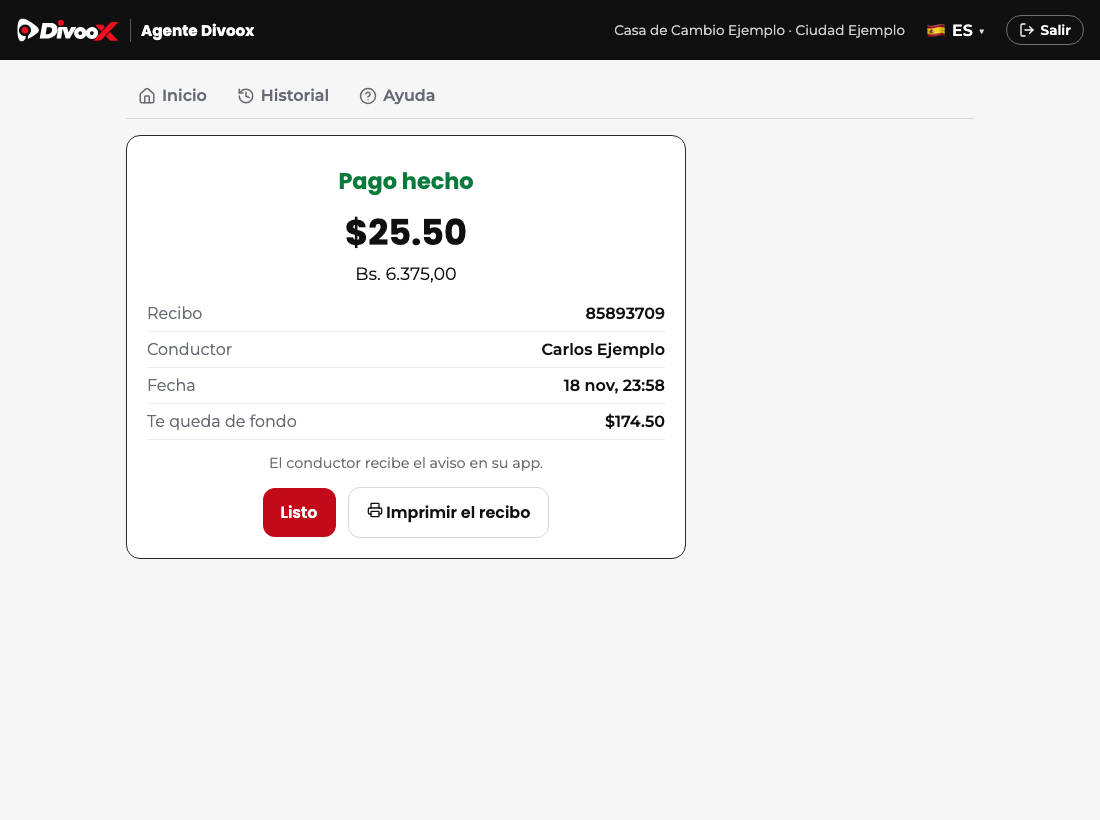 DivooX Agente Divoox Casa de Cambio Ejemplo · Ciudad Ejemplo ES Salir
Inicio Historial Ayuda
Pago hecho
$25.50
Bs. 6.375,00
Recibo 85893709
Conductor Carlos Ejemplo
Fecha 18 nov, 23:58
Te queda de fondo $174.50
El conductor recibe el aviso en su app.
Listo Imprimir el recibo